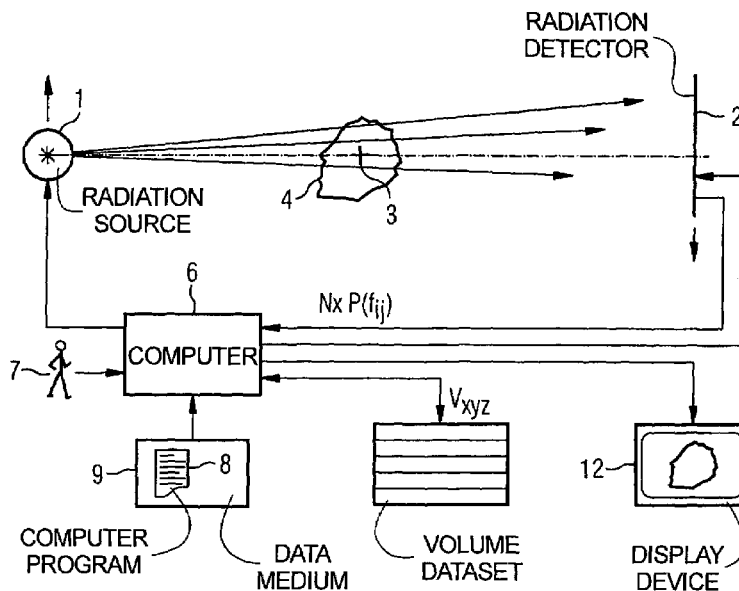 RADIATION
DETECTOR
1
2
RADIATION
SOURCE
4
3
6
Nx P(fij)
COMPUTER
7
Vxyz
9
8
12
COMPUTER
PROGRAM
DATA
MEDIUM
VOLUME
DATASET
DISPLAY
DEVICE